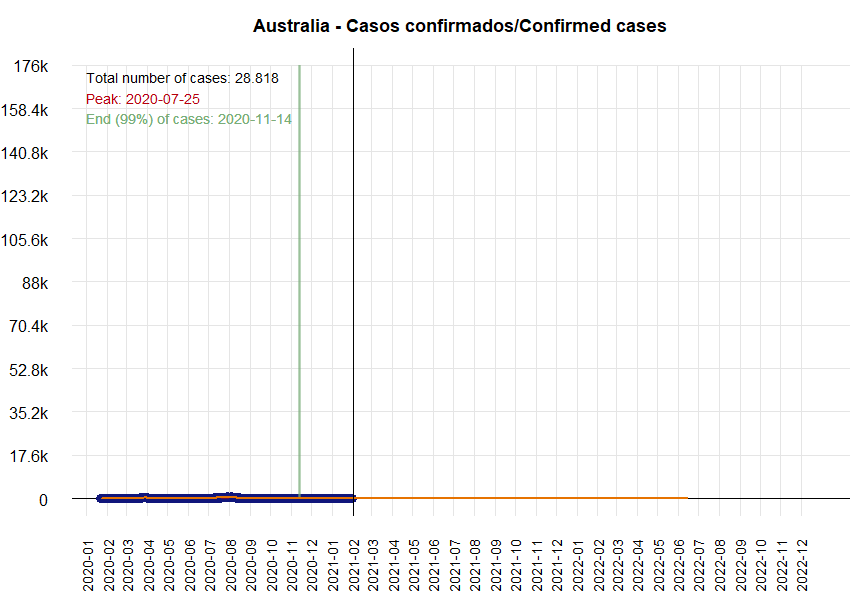 Australia - Casos confirmados/Confirmed cases
176k
158.4k
140.8k
123.2k
105.6k
88k
70.4k
52.8k
35.2k
17.6k
0
Total number of cases: 28.818
Peak: 2020-07-25
End (99%) of cases: 2020-11-14
2020-01
2020-02
2020-03
2020-04
2020-05
2020-06
2020-07
2020-08
2020-09
2020-10
2020-11
2020-12
2021-01
2021-02
2021-03
2021-04
2021-05
2021-06
2021-07
2021-08
2021-09
2021-10
2021-11
2021-12
2022-01
2022-02
2022-03
2022-04
2022-05
2022-06
2022-07
2022-08
2022-09
2022-10
2022-11
2022-12